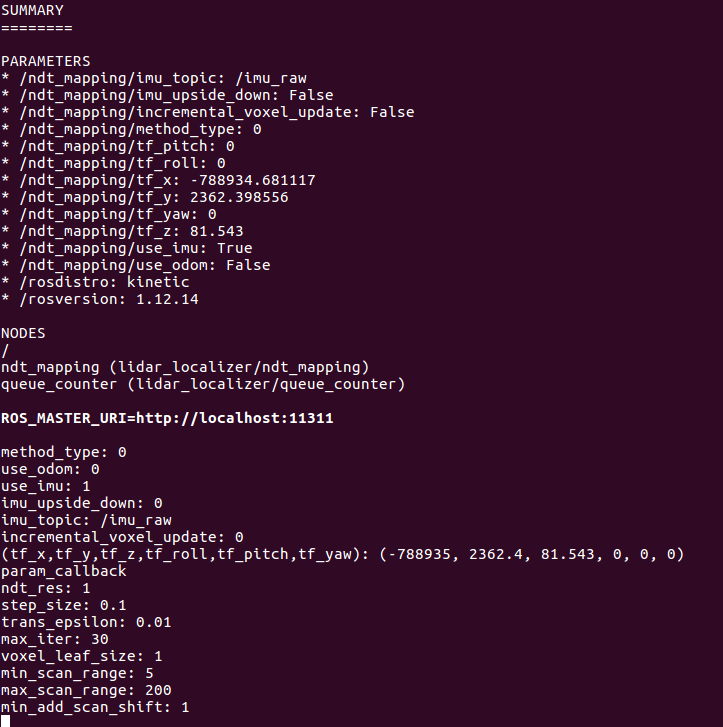 SUMMARY
========
PARAMETERS
* /ndt_mapping/imu_topic: /imu_raw
* /ndt_mapping/imu_upside_down: False
* /ndt_mapping/incremental_voxel_update: False
* /ndt_mapping/method_type: 0
* /ndt_mapping/tf_pitch: 0
* /ndt_mapping/tf_roll: 0
* /ndt_mapping/tf_x: -788934.681117
* /ndt_mapping/tf_y: 2362.398556
* /ndt_mapping/tf_yaw: 0
* /ndt_mapping/tf_z: 81.543
* /ndt_mapping/use_imu: True
* /ndt_mapping/use_odom: False
* /rosdistro: kinetic
* /rosversion: 1.12.14
NODES
/
ndt_mapping (lidar_localizer/ndt_mapping)
queue_counter (lidar_localizer/queue_counter)
ROS_MASTER_URI=http://localhost:11311
method_type: 0
use_odom: 0
use_imu: 1
imu_upside_down: 0
imu_topic: /imu_raw
incremental_voxel_update: 0
(tf_x,tf_y,tf_z,tf_roll,tf_pitch,tf_yaw): (-788935, 2362.4, 81.543, 0, 0, 0)
param_callback
ndt_res: 1
step_size: 0.1
trans_epsilon: 0.01
max_iter: 30
voxel_leaf_size: 1
min_scan_range: 5
max_scan_range: 200
min_add_scan_shift: 1